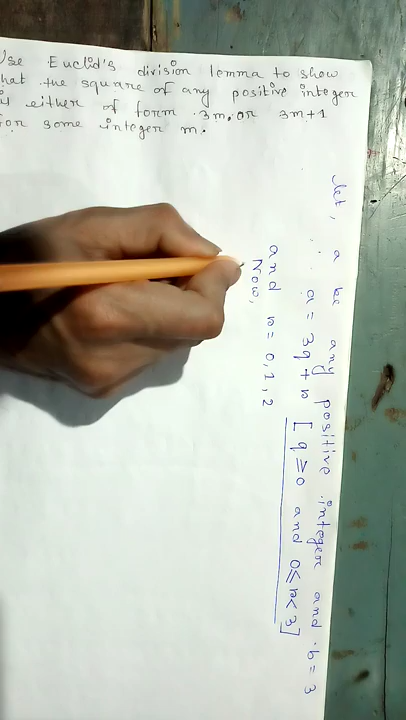 Use Euclid's division lemma to show
that the square of any positive integer
is either of form 3m or 3m+1
for some integer m.
Let, a be any positive integer and b = 3
∴ a = 3q + r [q ≥ 0 and 0 ≤ r < 3]
and r = 0, 1, 2
Now,